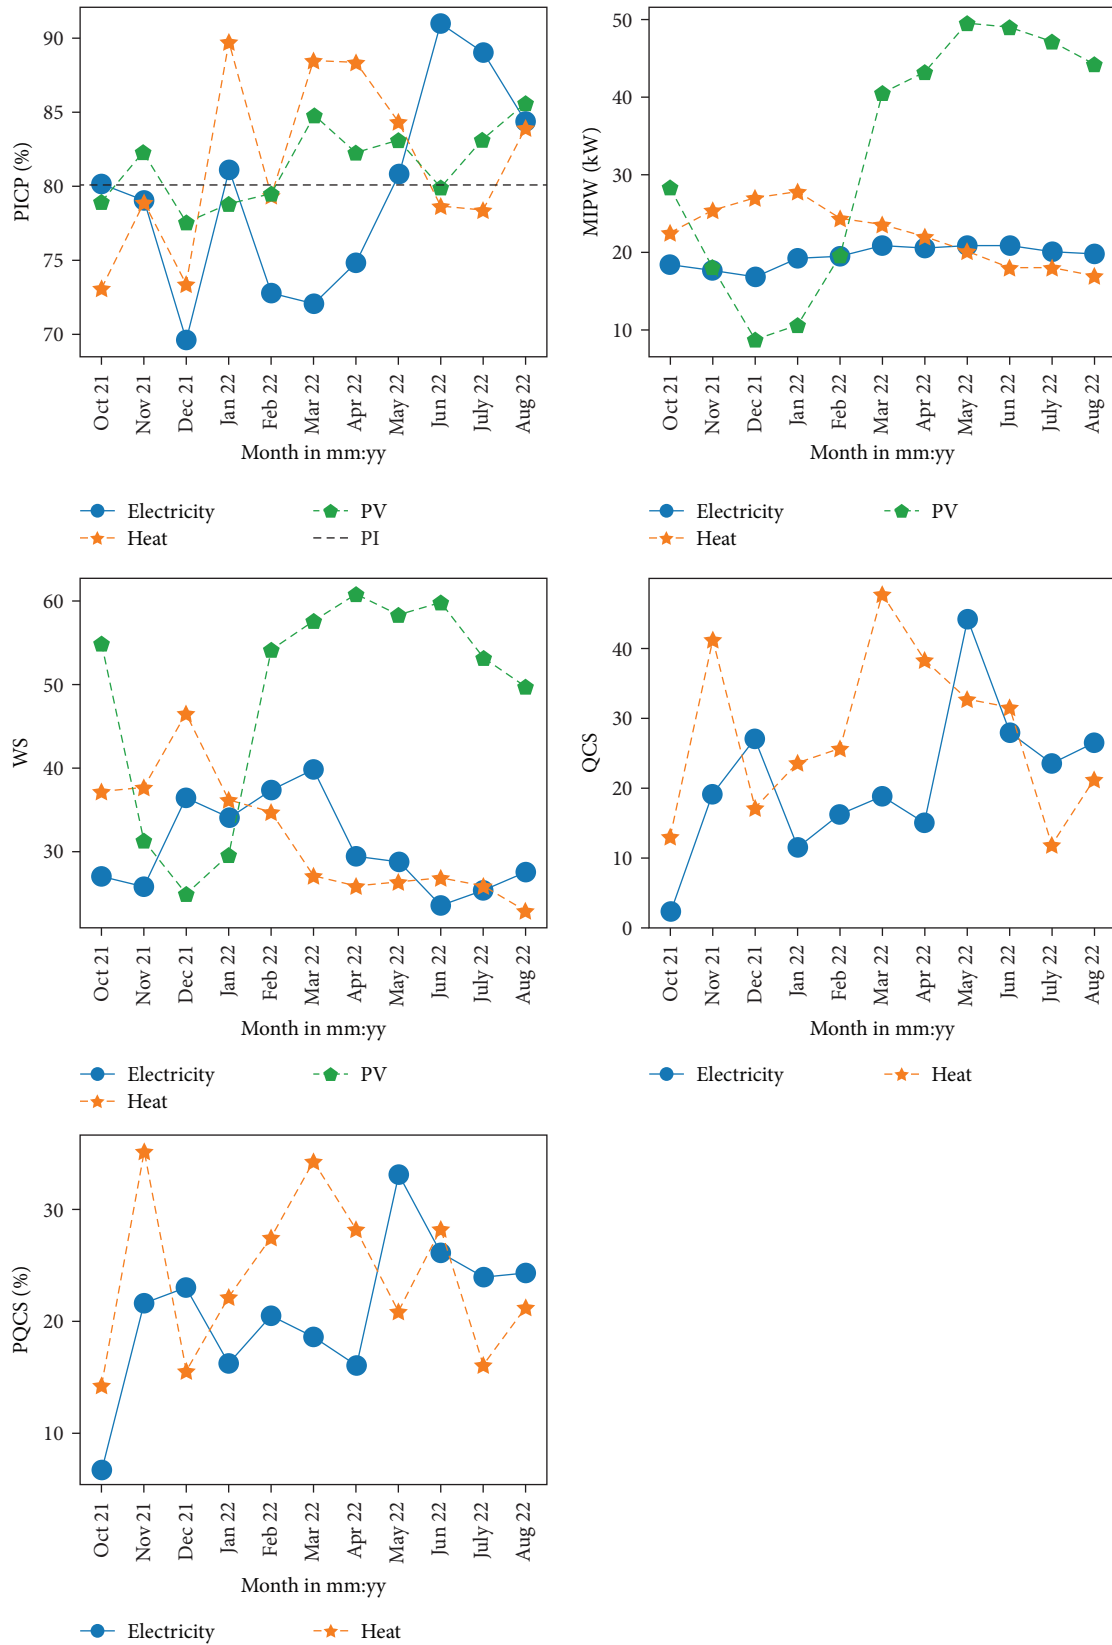 PICP (%)
90
85
80
75
70
Oct 21
Nov 21
Dec 21
Jan 22
Feb 22
Mar 22
Apr 22
May 22
Jun 22
July 22
Aug 22
Month in mm:yy
Electricity
Heat
PV
PI
MIPW (kW)
50
40
30
20
10
Oct 21
Nov 21
Dec 21
Jan 22
Feb 22
Mar 22
Apr 22
May 22
Jun 22
July 22
Aug 22
Month in mm:yy
Electricity
Heat
PV
WS
60
50
40
30
Oct 21
Nov 21
Dec 21
Jan 22
Feb 22
Mar 22
Apr 22
May 22
Jun 22
July 22
Aug 22
Month in mm:yy
Electricity
Heat
PV
QCS
40
30
20
10
0
Oct 21
Nov 21
Dec 21
Jan 22
Feb 22
Mar 22
Apr 22
May 22
Jun 22
July 22
Aug 22
Month in mm:yy
Electricity
Heat
PQCS (%)
30
20
10
Oct 21
Nov 21
Dec 21
Jan 22
Feb 22
Mar 22
Apr 22
May 22
Jun 22
July 22
Aug 22
Month in mm:yy
Electricity
Heat